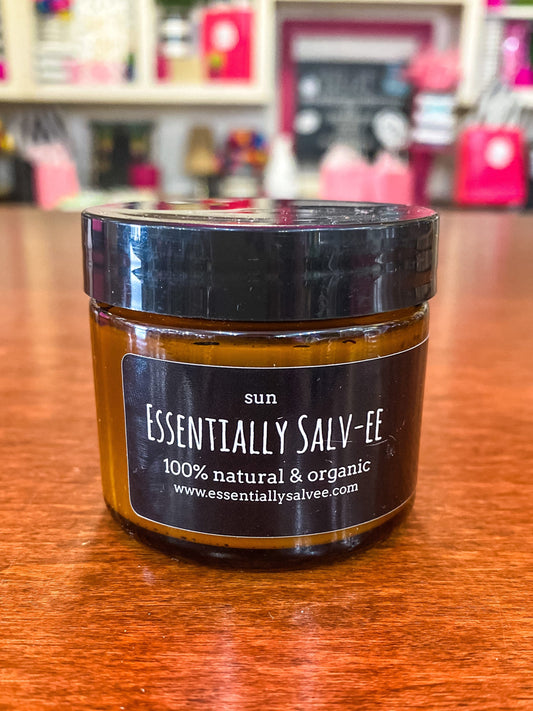 sun
ESSENTIALLY SALV-EE
100% natural & organic
www.essentiallysalvee.com